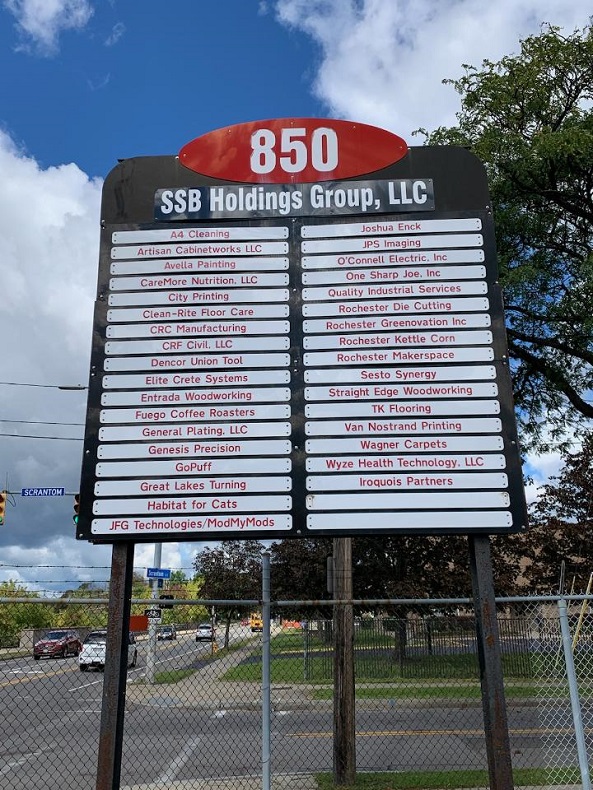 850
SSB Holdings Group, LLC
A4 Cleaning
Artisan Cabinetworks LLC
Avella Painting
CareMore Nutrition, LLC
City Printing
Clean-Rite Floor Care
CRC Manufacturing
CRF Civil, LLC
Dencor Union Tool
Elite Crete Systems
Entrada Woodworking
Fuego Coffee Roasters
General Plating, LLC
Genesis Precision
GoPuff
Great Lakes Turning
Habitat for Cats
JFG Technologies/ModMyMods
Joshua Enck
JPS Imaging
O'Connell Electric, Inc
One Sharp Joe, Inc
Quality Industrial Services
Rochester Die Cutting
Rochester Greenovation Inc
Rochester Kettle Corn
Rochester Makerspace
Sesto Synergy
Straight Edge Woodworking
TK Flooring
Van Nostrand Printing
Wagner Carpets
Wyze Health Technology, LLC
Iroquois Partners
SCRANTOM